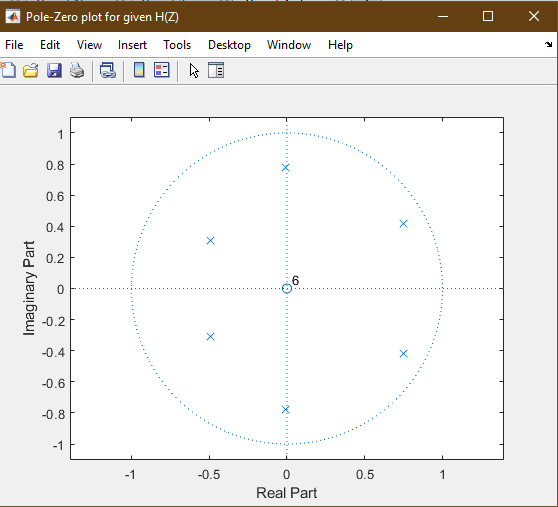 Pole-Zero plot for given H(Z)
File Edit View Insert Tools Desktop Window Help
1
0.8
0.6
0.4
0.2
0
-0.2
-0.4
-0.6
-0.8
-1
Imaginary Part
6
-1 -0.5 0 0.5 1
Real Part